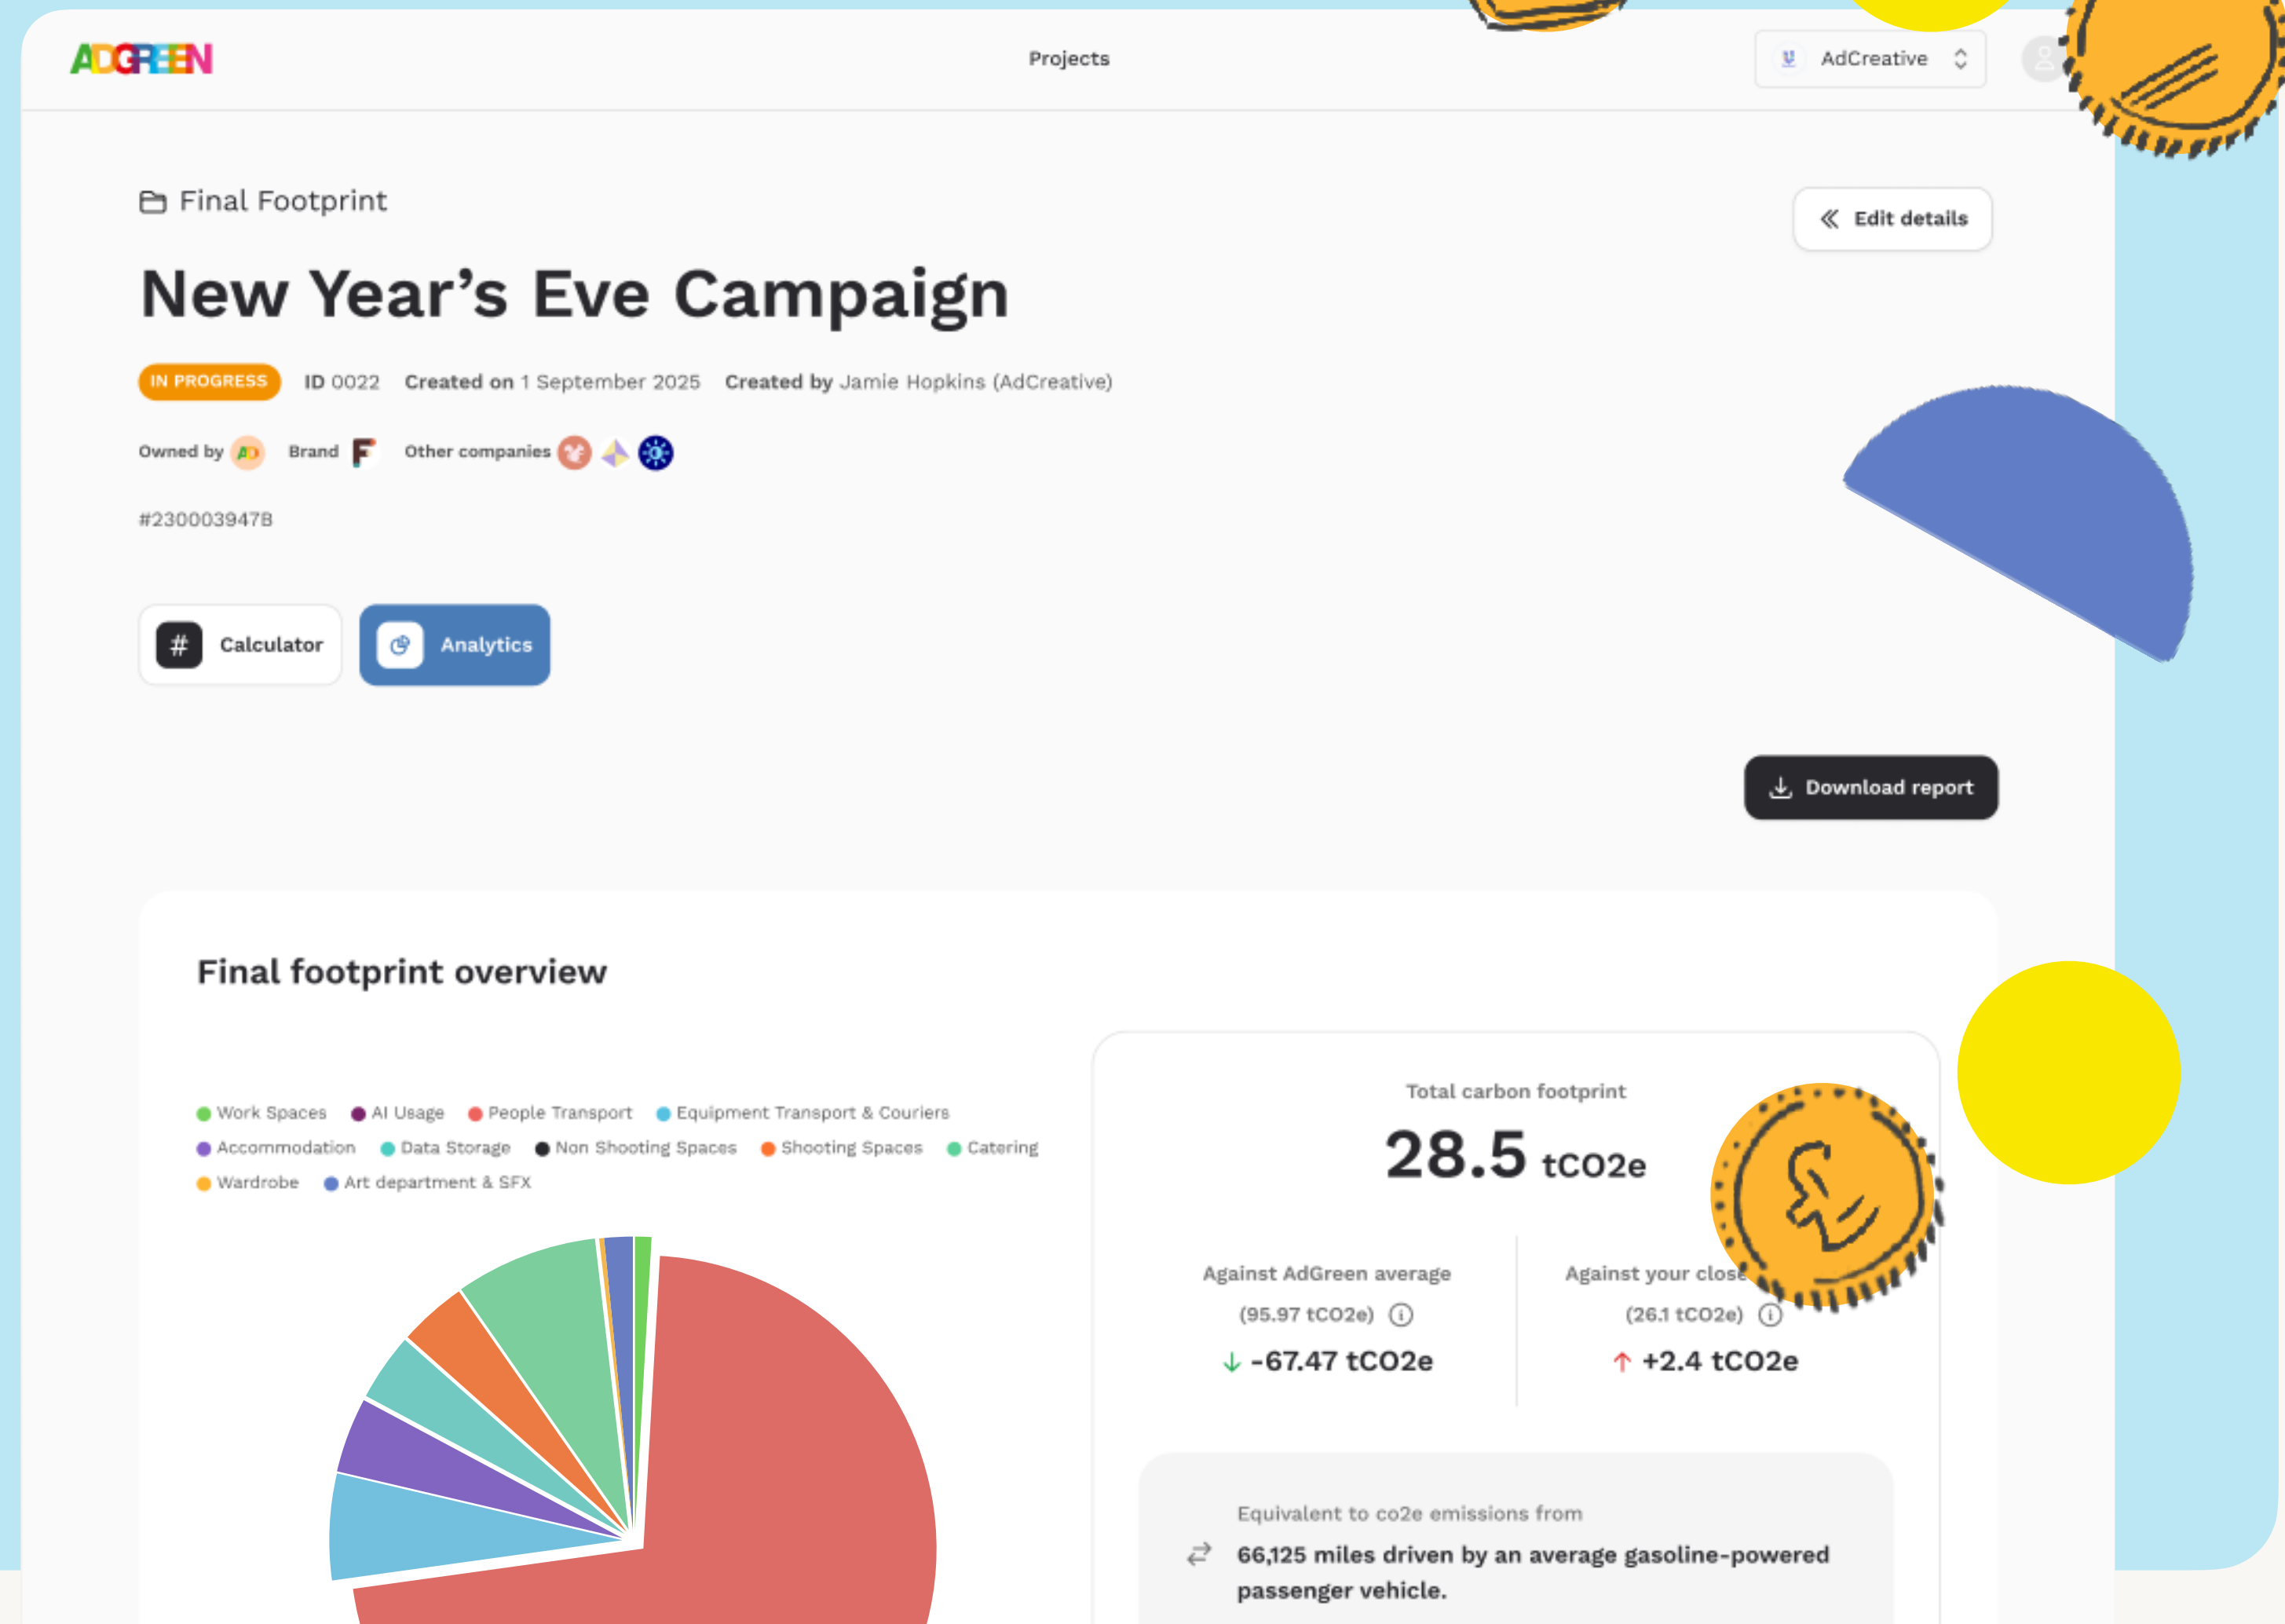 ADGREEN
Projects
AdCreative
Final Footprint
Edit details
New Year’s Eve Campaign
IN PROGRESS ID 0022 Created on 1 September 2025 Created by Jamie Hopkins (AdCreative)
Owned by AD Brand F Other companies
#230003947B
# Calculator
Analytics
Download report
Final footprint overview
Work Spaces AI Usage People Transport Equipment Transport & Couriers
Accommodation Data Storage Non Shooting Spaces Shooting Spaces Catering
Wardrobe Art department & SFX
Total carbon footprint
28.5 tCO2e
Against AdGreen average
(95.97 tCO2e)
-67.47 tCO2e
Against your
(26.1 tCO2e)
+2.4 tCO2e
Equivalent to co2e emissions from
66,125 miles driven by an average gasoline-powered
passenger vehicle.